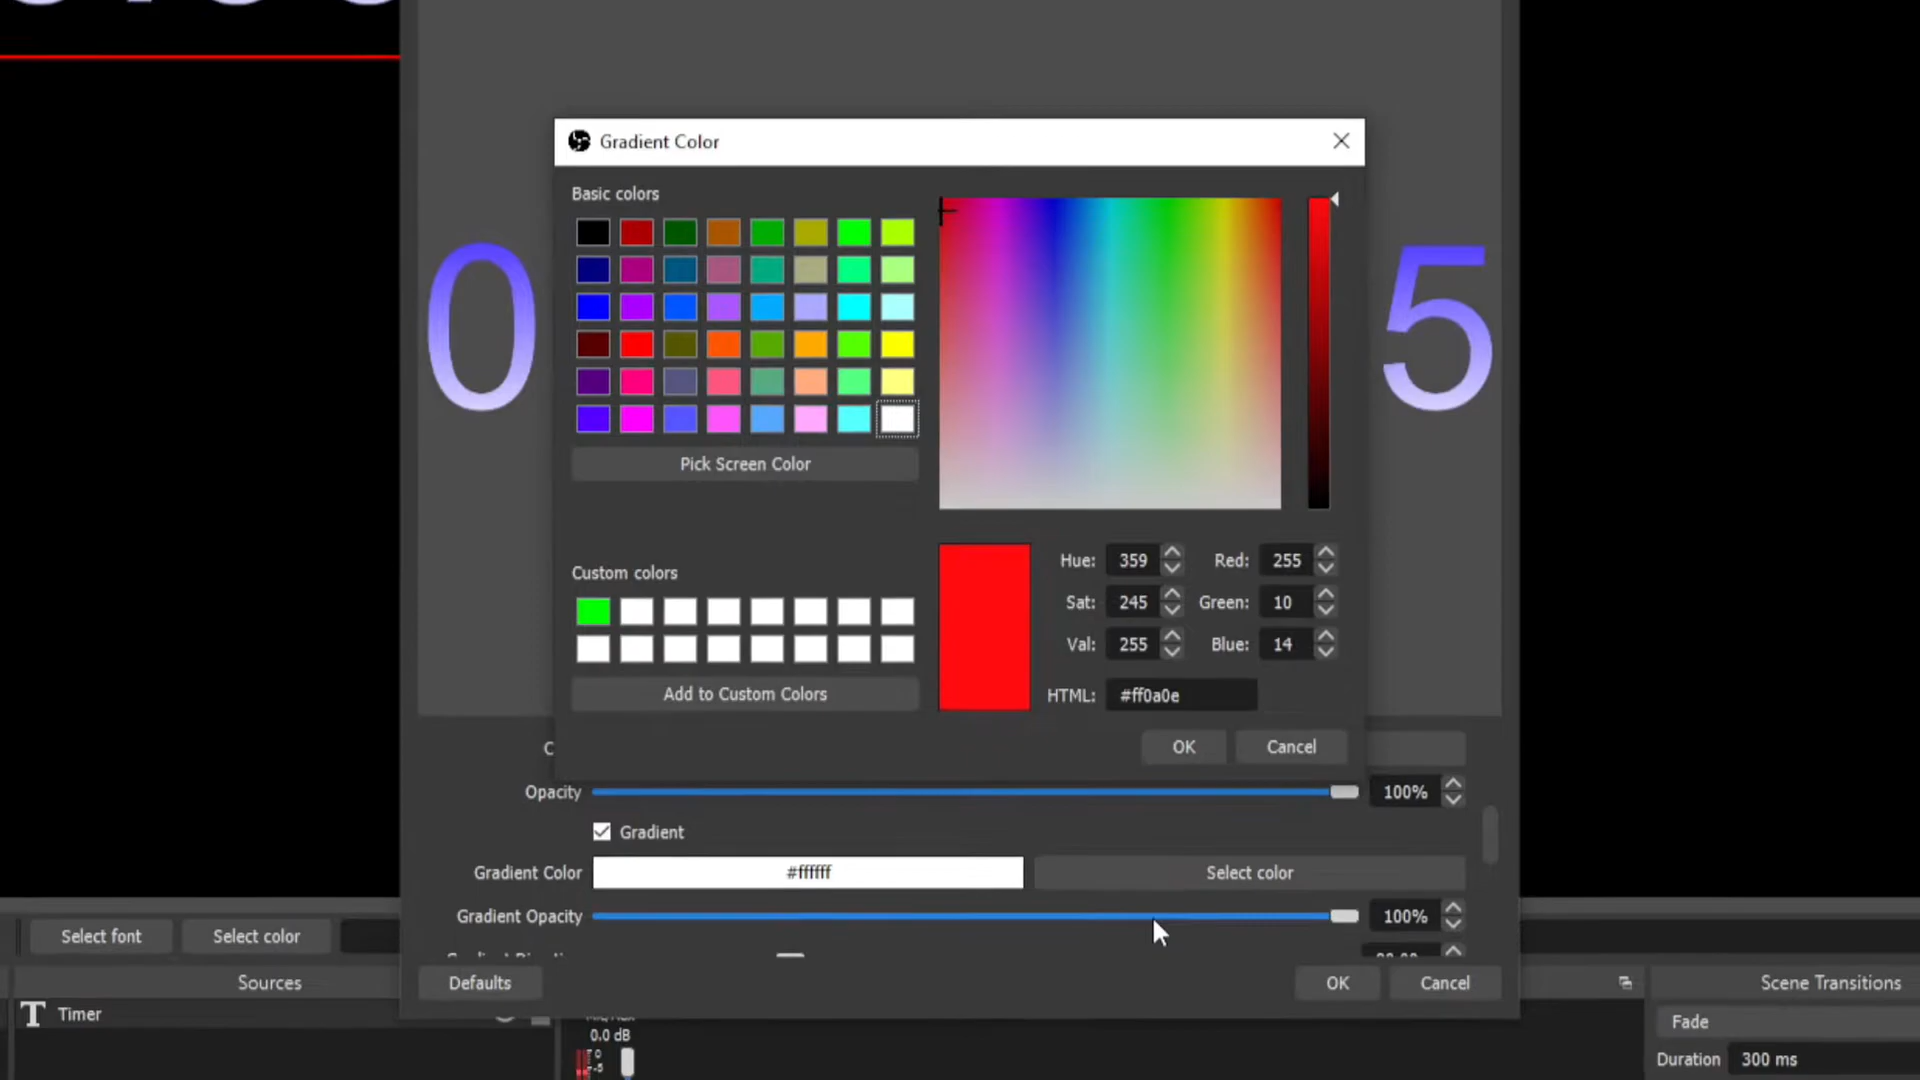 Gradient Color
Basic colors
0
5
Pick Screen Color
Custom colors
Hue: 359 Red: 255
Sat: 245 Green: 10
Val: 255 Blue: 14
Add to Custom Colors
HTML: #ff0a0e
OK Cancel
C
Opacity 100%
Gradient
Gradient Color #ffffff Select color
Gradient Opacity 100%
Select font Select color
Defaults OK Cancel
Sources Scene Transitions
T Timer
Fade
0.0 dB
0
-5
Duration 300 ms